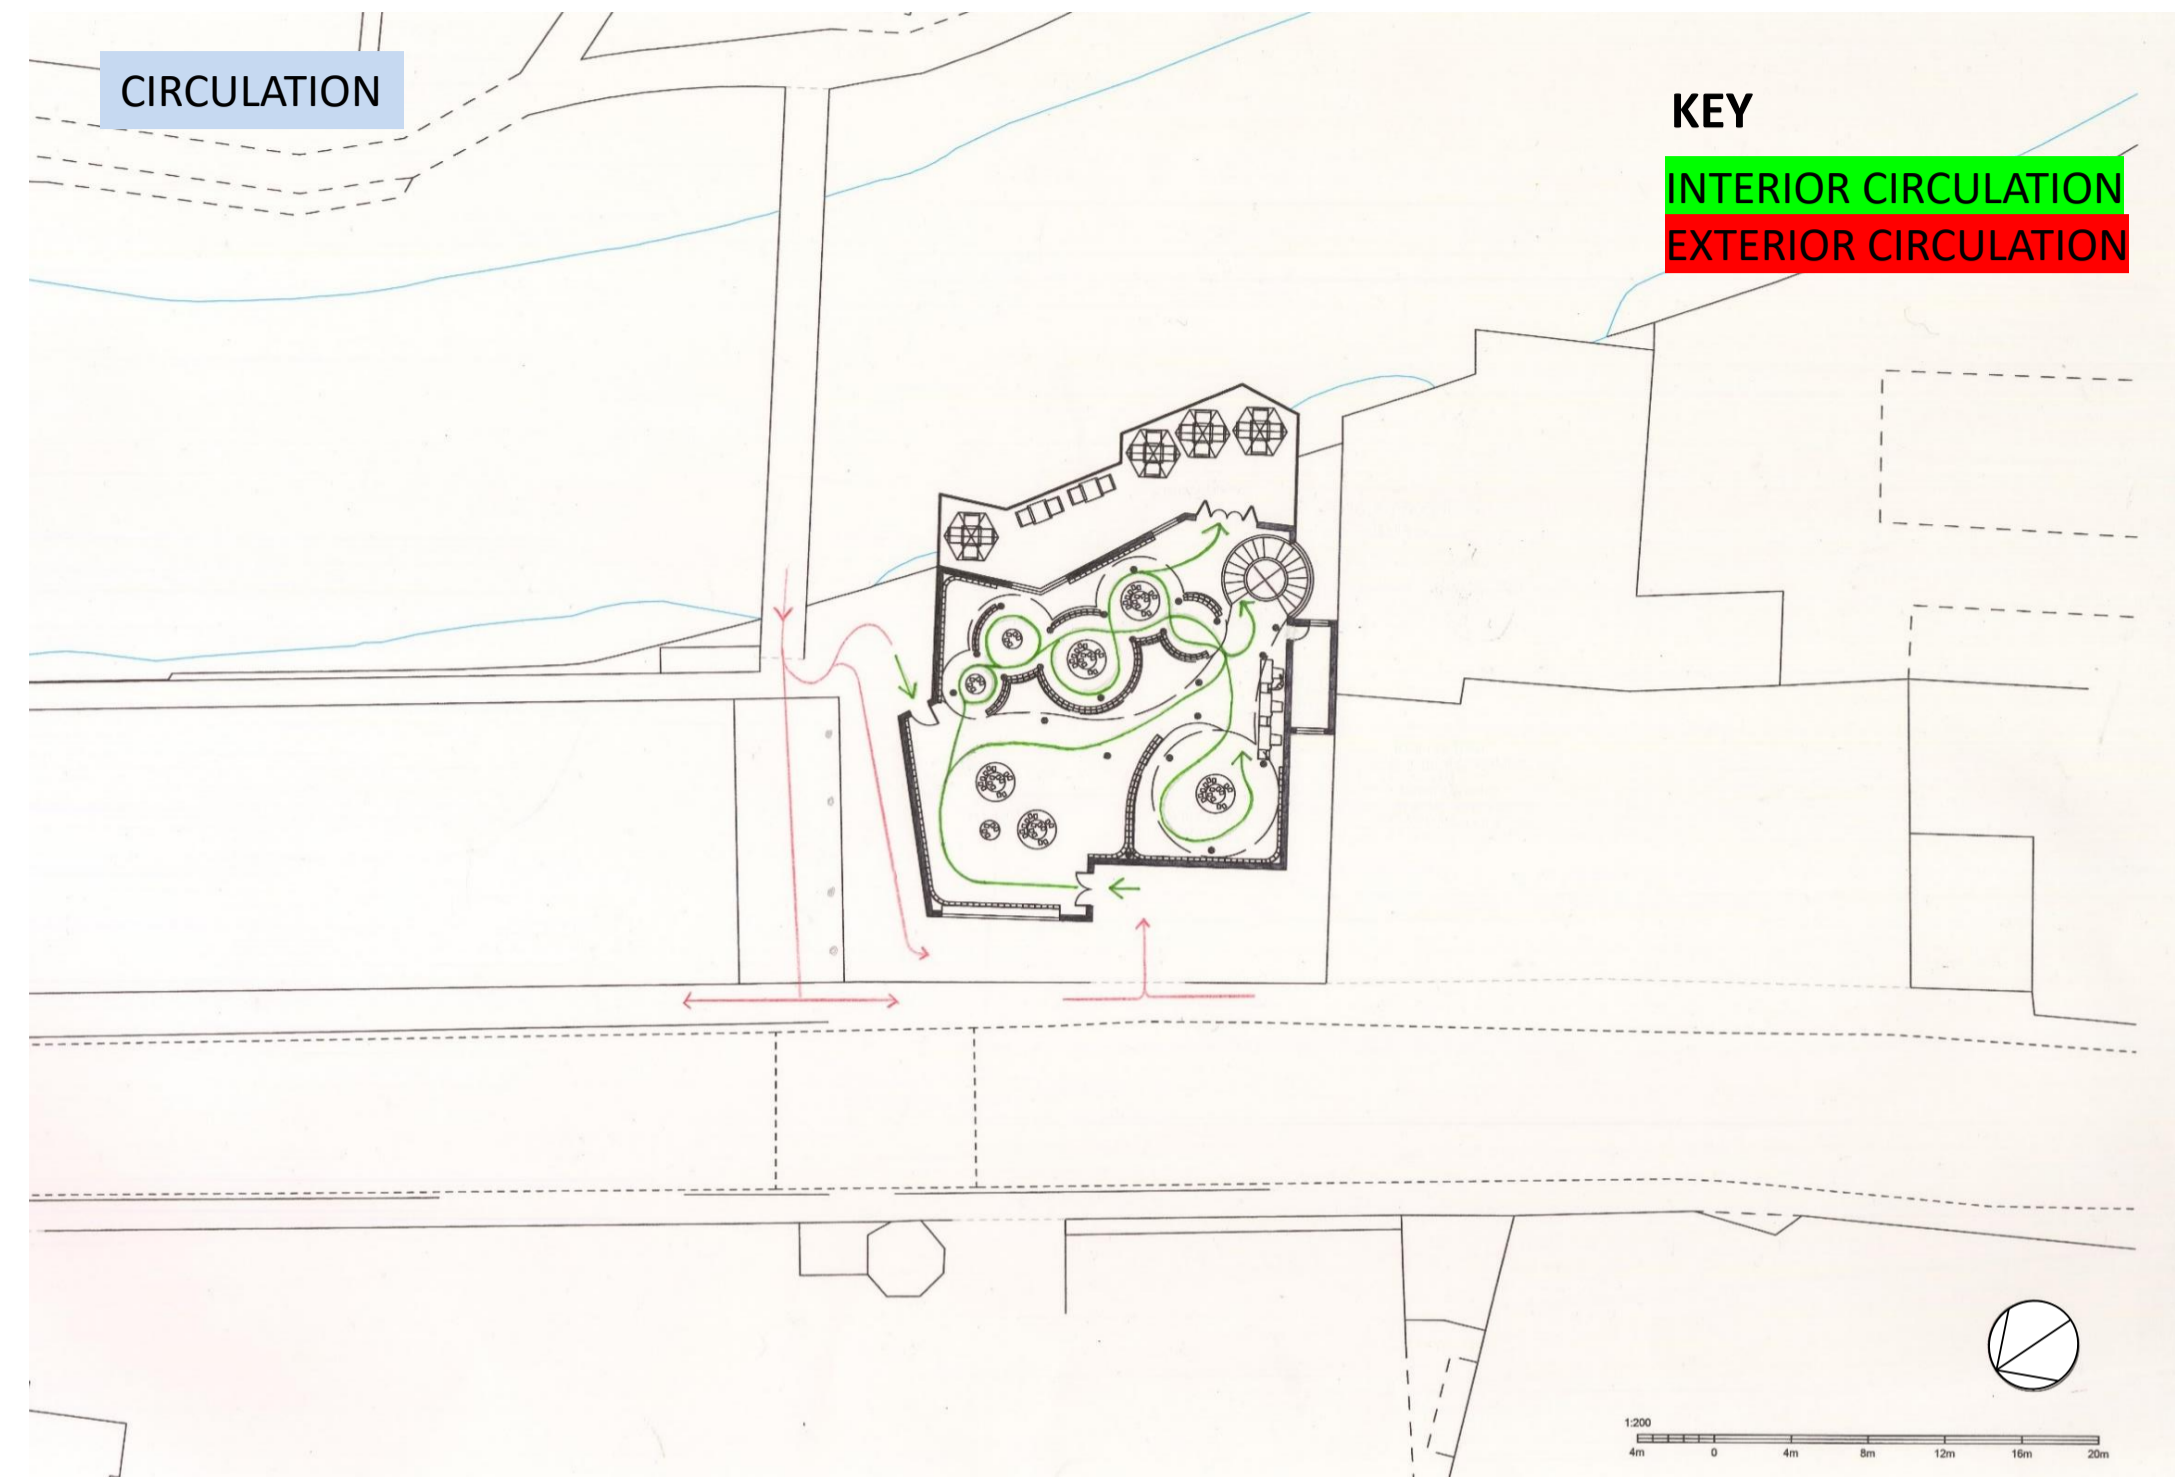 CIRCULATION
KEY
INTERIOR CIRCULATION
EXTERIOR CIRCULATION
1:200
4m 0 4m 8m 12m 16m 20m